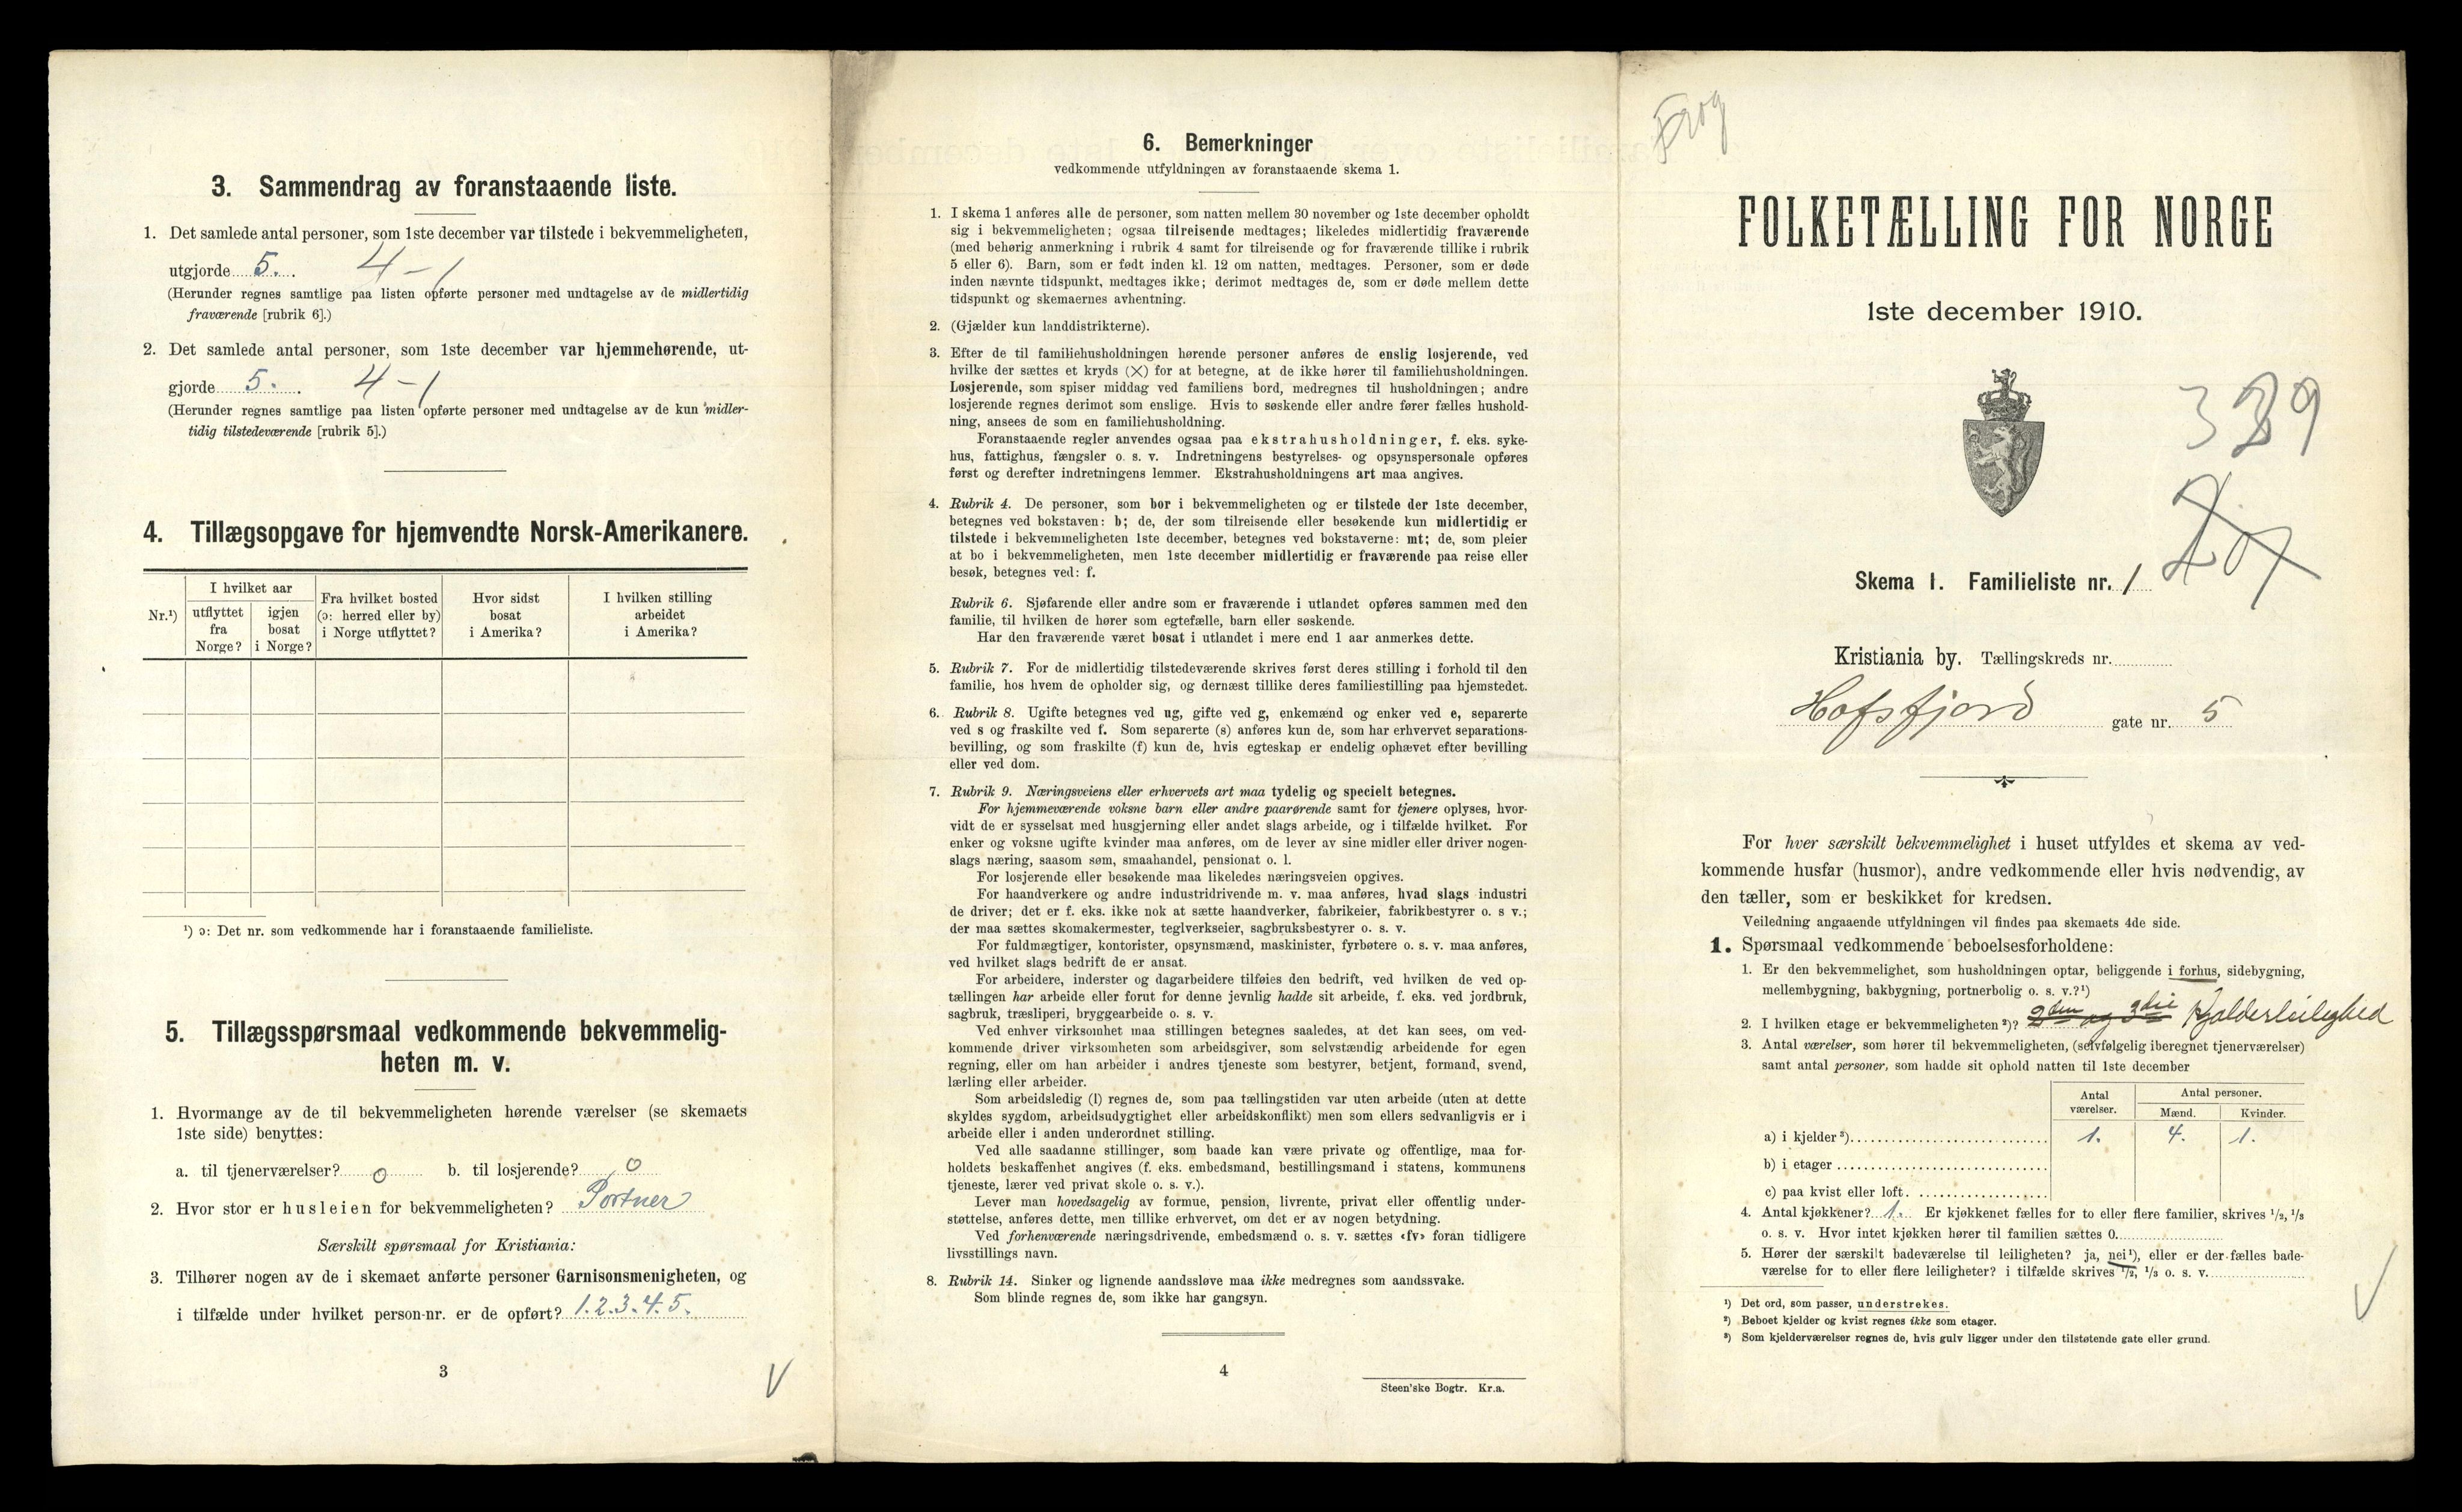 3. Sammendrag av foranstaaende liste.
1. Det samlede antal personer, som 1ste december var tilstede i bekvemmeligheten,
utgjorde 5. 4-1
(Herunder regnes samtlige paa listen opførte personer med undtagelse av de midlertidig
fraværende [rubrik 6].)
2. Det samlede antal personer, som 1ste december var hjemmehørende, ut-
gjorde 5. 4-1
(Herunder regnes samtlige paa listen opførte personer med undtagelse av de kun midler-
tidig tilstedeværende [rubrik 5].)
4. Tillægsopgave for hjemvendte Norsk-Amerikanere.
Nr.¹)
I hvilket aar
utflyttet fra Norge?
igjen bosat i Norge?
Fra hvilket bosted (ɔ: herred eller by) i Norge utflyttet?
Hvor sidst bosat i Amerika?
I hvilken stilling arbeidet i Amerika?
¹) ɔ: Det nr. som vedkommende har i foranstaaende familieliste.
5. Tillægsspørsmaal vedkommende bekvemmelig-
heten m. v.
1. Hvormange av de til bekvemmeligheten hørende værelser (se skemaets
1ste side) benyttes:
a. til tjenerværelser? 0 b. til losjerende? 0
2. Hvor stor er husleien for bekvemmeligheten? Portner
Særskilt spørsmaal for Kristiania:
3. Tilhører nogen av de i skemaet anførte personer Garnisonsmenigheten, og
i tilfælde under hvilket person-nr. er de opført? 1.2.3.4.5.
3
6. Bemerkninger
vedkommende utfyldningen av foranstaaende skema 1.
1. I skema 1 anføres alle de personer, som natten mellem 30 november og 1ste december opholdt
sig i bekvemmeligheten; ogsaa tilreisende medtages; likeledes midlertidig fraværende
(med behørig anmerkning i rubrik 4 samt for tilreisende og for fraværende tillike i rubrik
5 eller 6). Barn, som er født inden kl. 12 om natten, medtages. Personer, som er døde
inden nævnte tidspunkt, medtages ikke; derimot medtages de, som er døde mellem dette
tidspunkt og skemaernes avhentning.
2. (Gjælder kun landdistrikterne).
3. Efter de til familiehusholdningen hørende personer anføres de enslig losjerende, ved
hvilke der sættes et kryds (×) for at betegne, at de ikke hører til familiehusholdningen.
Losjerende, som spiser middag ved familiens bord, medregnes til husholdningen; andre
losjerende regnes derimot som enslige. Hvis to søskende eller andre fører fælles hushold-
ning, ansees de som en familiehusholdning.
Foranstaaende regler anvendes ogsaa paa ekstrahusholdninger, f. eks. syke-
hus, fattighus, fængsler o. s. v. Indretningens bestyrelses- og opsynspersonale opføres
først og derefter indretningens lemmer. Ekstrahusholdningens art maa angives.
4. Rubrik 4. De personer, som bor i bekvemmeligheten og er tilstede der 1ste december,
betegnes ved bokstaven: b; de, der som tilreisende eller besøkende kun midlertidig er
tilstede i bekvemmeligheten 1ste december, betegnes ved bokstaverne: mt; de, som pleier
at bo i bekvemmeligheten, men 1ste december midlertidig er fraværende paa reise eller
besøk, betegnes ved: f.
Rubrik 6. Sjøfarende eller andre som er fraværende i utlandet opføres sammen med den
familie, til hvilken de hører som egtefælle, barn eller søskende.
Har den fraværende været bosat i utlandet i mere end 1 aar anmerkes dette.
5. Rubrik 7. For de midlertidig tilstedeværende skrives først deres stilling i forhold til den
familie, hos hvem de opholder sig, og dernæst tillike deres familiestilling paa hjemstedet.
6. Rubrik 8. Ugifte betegnes ved ug, gifte ved g, enkemænd og enker ved e, separerte
ved s og fraskilte ved f. Som separerte (s) anføres kun de, som har erhvervet separations-
bevilling, og som fraskilte (f) kun de, hvis egteskap er endelig ophævet efter bevilling
eller ved dom.
7. Rubrik 9. Næringsveiens eller erhvervets art maa tydelig og specielt betegnes.
For hjemmeværende voksne barn eller andre paarørende samt for tjenere oplyses, hvor-
vidt de er sysselsat med husgjerning eller andet slags arbeide, og i tilfælde hvilket. For
enker og voksne ugifte kvinder maa anføres, om de lever av sine midler eller driver nogen-
slags næring, saasom søm, smaahandel, pensionat o. l.
For losjerende eller besøkende maa likeledes næringsveien opgives.
For haandverkere og andre industridrivende m. v. maa anføres, hvad slags industri
de driver; det er f. eks. ikke nok at sætte haandverker, fabrikeier, fabrikbestyrer o. s v.;
der maa sættes skomakermester, teglverkseier, sagbruksbestyrer o. s. v.
For fuldmægtiger, kontorister, opsynsmænd, maskinister, fyrbøtere o. s. v. maa anføres,
ved hvilket slags bedrift de er ansat.
For arbeidere, inderster og dagarbeidere tilføies den bedrift, ved hvilken de ved op-
tællingen har arbeide eller forut for denne jevnlig hadde sit arbeide, f. eks. ved jordbruk,
sagbruk, træsliperi, bryggearbeide o. s. v.
Ved enhver virksomhet maa stillingen betegnes saaledes, at det kan sees, om ved-
kommende driver virksomheten som arbeidsgiver, som selvstændig arbeidende for egen
regning, eller om han arbeider i andres tjeneste som bestyrer, betjent, formand, svend,
lærling eller arbeider.
Som arbeidsledig (l) regnes de, som paa tællingstiden var uten arbeide (uten at dette
skyldes sygdom, arbeidsudygtighet eller arbeidskonflikt) men som ellers sedvanligvis er i
arbeide eller i anden underordnet stilling.
Ved alle saadanne stillinger, som baade kan være private og offentlige, maa for-
holdets beskaffenhet angives (f. eks. embedsmand, bestillingsmand i statens, kommunens
tjeneste, lærer ved privat skole o. s. v.).
Lever man hovedsagelig av formue, pension, livrente, privat eller offentlig under-
støttelse, anføres dette, men tillike erhvervet, om det er av nogen betydning.
Ved forhenværende næringsdrivende, embedsmænd o. s. v. sættes «fv» foran tidligere
livsstillings navn.
8. Rubrik 14. Sinker og lignende aandssløve maa ikke medregnes som aandssvake.
Som blinde regnes de, som ikke har gangsyn.
4
Steen'ske Bogtr. Kr.a.
Frog
FOLKETÆLLING FOR NORGE
1ste december 1910.
339
Skema 1. Familieliste nr. 1
Kristiania by. Tællingskreds nr.
Hofsfjord gate nr. 5
For hver særskilt bekvemmelighet i huset utfyldes et skema av ved-
kommende husfar (husmor), andre vedkommende eller hvis nødvendig, av
den tæller, som er beskikket for kredsen.
Veiledning angaaende utfyldningen vil findes paa skemaets 4de side.
1. Spørsmaal vedkommende beboelsesforholdene:
1. Er den bekvemmelighet, som husholdningen optar, beliggende i forhus, sidebygning,
mellembygning, bakbygning, portnerbolig o. s. v.?¹)
2. I hvilken etage er bekvemmeligheten²)? 2den og 3die Kjælderleilighed
3. Antal værelser, som hører til bekvemmeligheten, (selvfølgelig iberegnet tjenerværelser)
samt antal personer, som hadde sit ophold natten til 1ste december
Antal værelser. Antal personer.
Mænd. Kvinder.
a) i kjelder³) 1. 4. 1.
b) i etager
c) paa kvist eller loft.
4. Antal kjøkkener? 1. Er kjøkkenet fælles for to eller flere familier, skrives ¹/₂, ¹/₃
o. s. v. Hvor intet kjøkken hører til familien sættes 0.
5. Hører der særskilt badeværelse til leiligheten? ja, nei¹), eller er der fælles bade-
værelse for to eller flere leiligheter? i tilfælde skrives ¹/₂, ¹/₃ o. s. v.
¹) Det ord, som passer, understrekes.
²) Beboet kjelder og kvist regnes ikke som etager.
³) Som kjelderværelser regnes de, hvis gulv ligger under den tilstøtende gate eller grund.